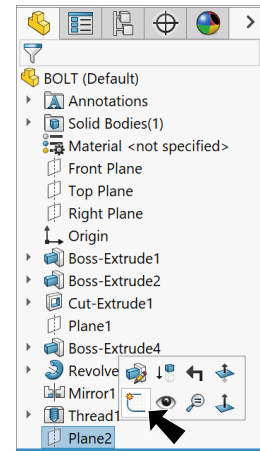 BOLT (Default)
Annotations
Solid Bodies(1)
Material <not specified>
Front Plane
Top Plane
Right Plane
Origin
Boss-Extrude1
Boss-Extrude2
Cut-Extrude1
Plane1
Boss-Extrude4
Revolve
Mirror1
Thread1
Plane2